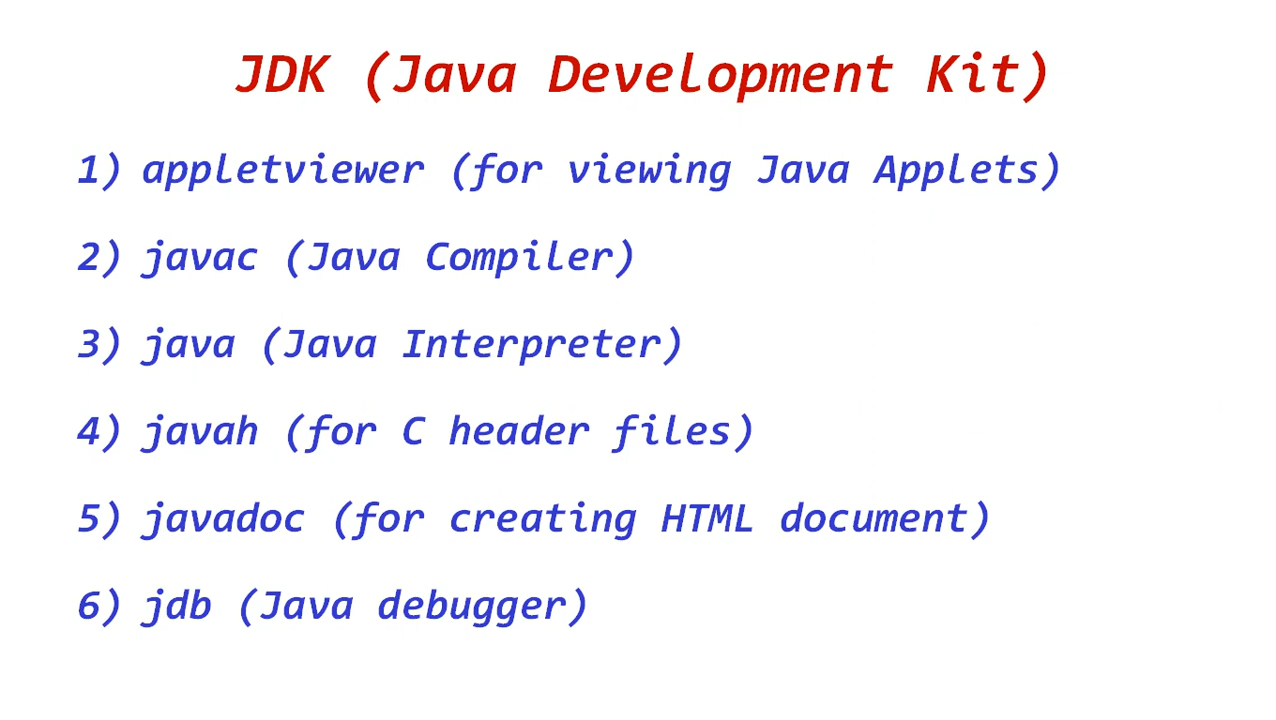 JDK (Java Development Kit)
1) appletviewer (for viewing Java Applets)
2) javac (Java Compiler)
3) java (Java Interpreter)
4) javah (for C header files)
5) javadoc (for creating HTML document)
6) jdb (Java debugger)